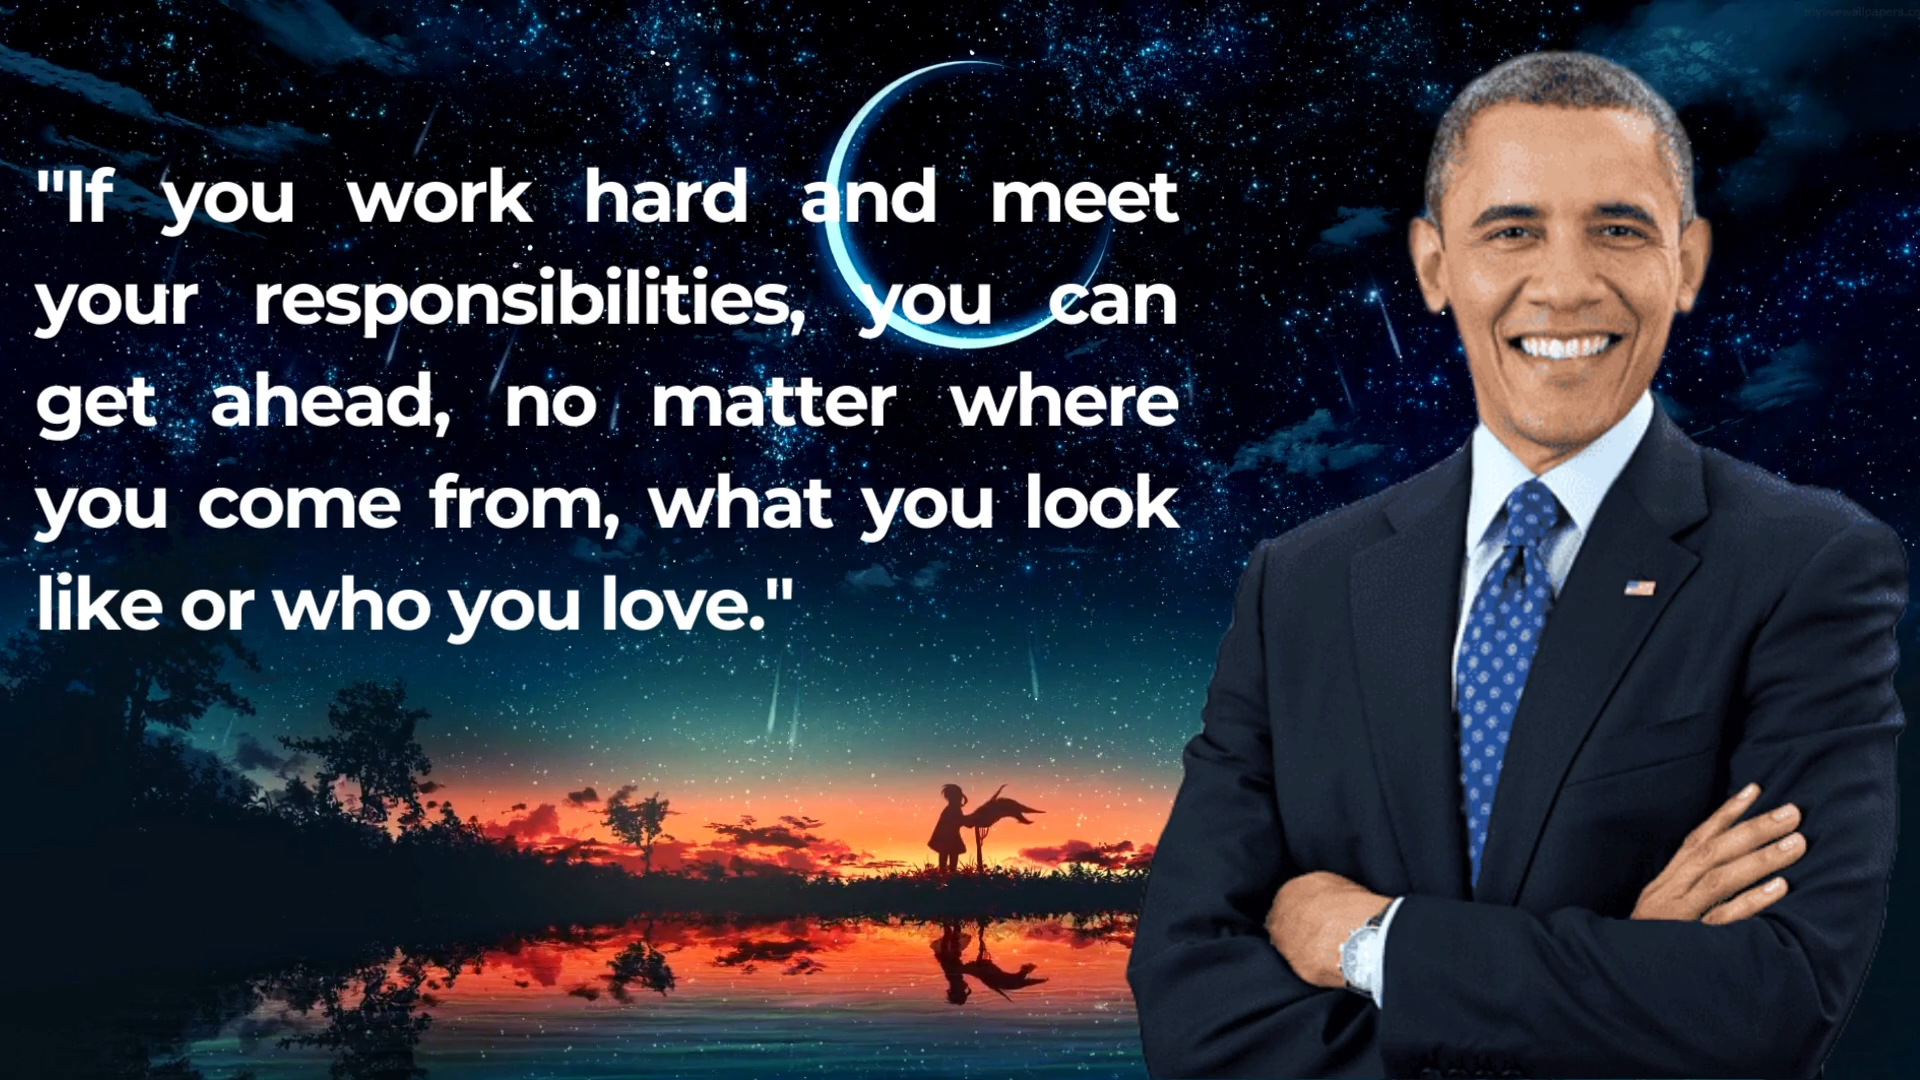 "If you work hard and meet
your responsibilities, you can
get ahead, no matter where
you come from, what you look
like or who you love."